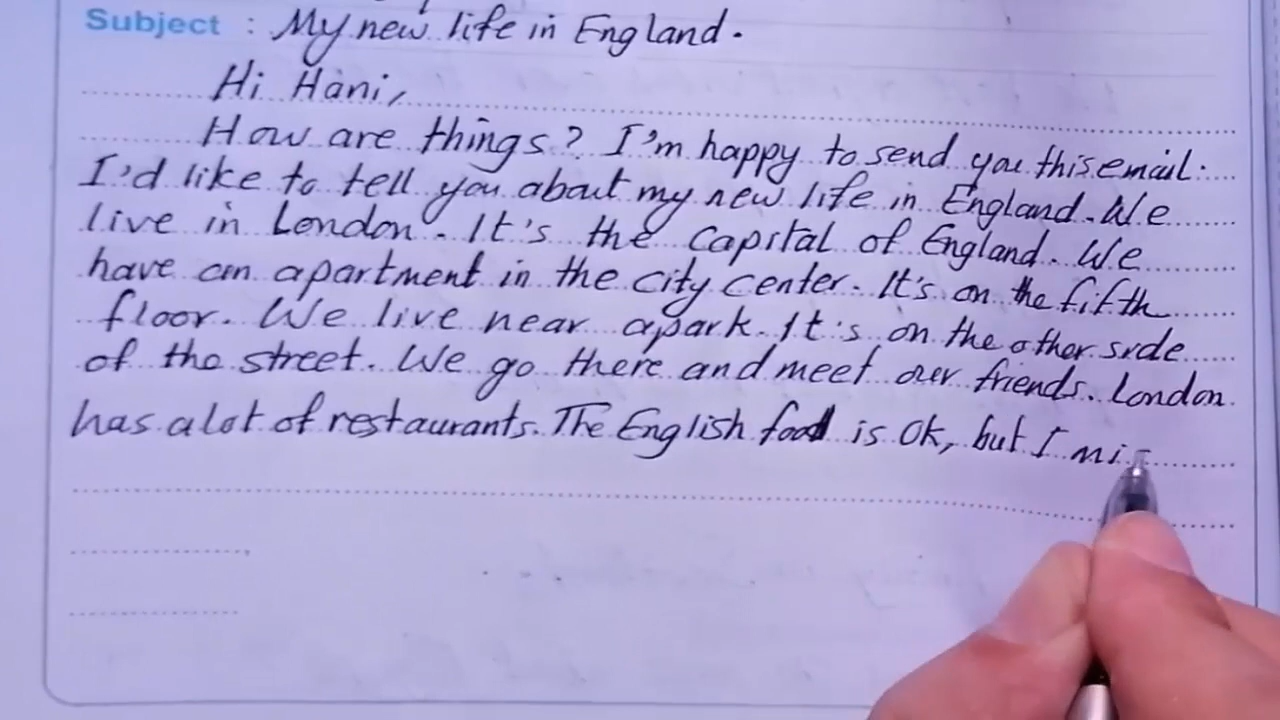 Subject : My new life in England.
Hi Hani,
How are things? I'm happy to send you this email.
I'd like to tell you about my new life in England. We
live in London. It's the capital of England. We
have an apartment in the city center. It's on the fifth
floor. We live near a park. It's on the other side
of the street. We go there and meet our friends. London
has a lot of restaurants. The English food is OK, but I mi